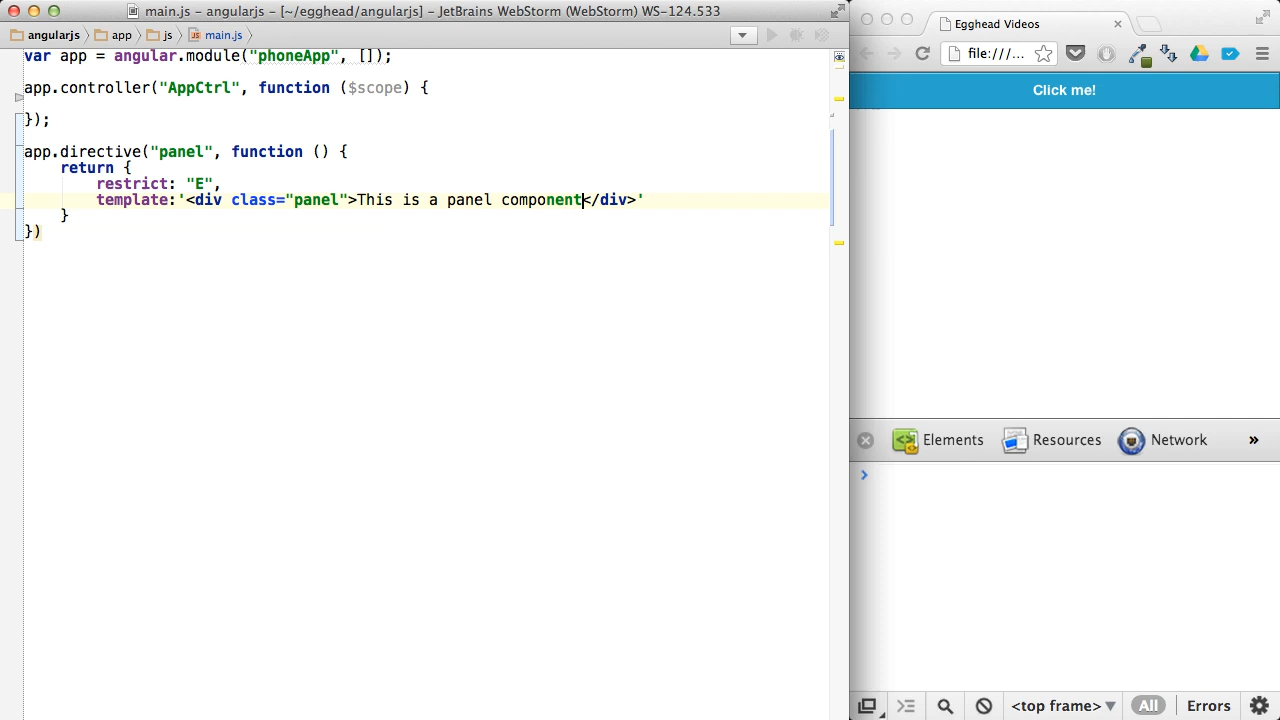 main.js – angularjs – [~/egghead/angularjs] – JetBrains WebStorm (WebStorm) WS-124.533
angularjs app js main.js
var app = angular.module("phoneApp", []);
app.controller("AppCtrl", function ($scope) {
});
app.directive("panel", function () {
return {
restrict: "E",
template:'<div class="panel">This is a panel component</div>'
}
})
Egghead Videos
file:///...
Click me!
Elements Resources Network »
<top frame> All Errors